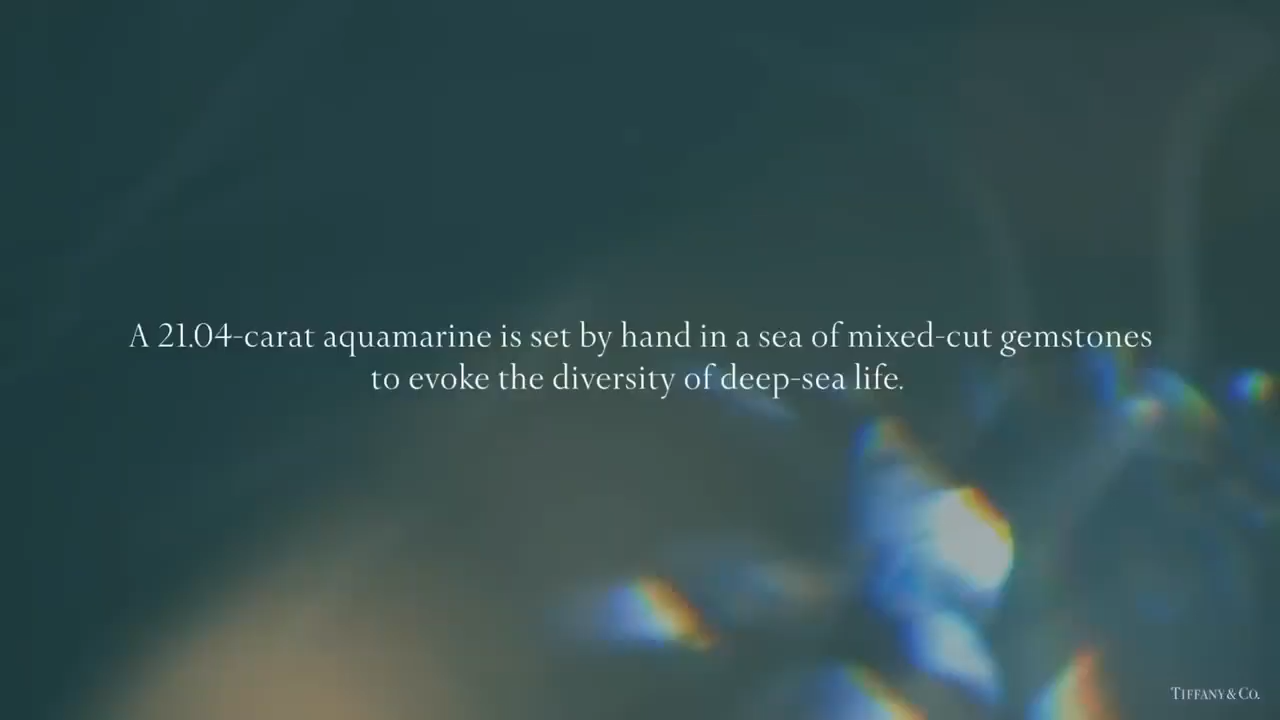 A 21.04-carat aquamarine is set by hand in a sea of mixed-cut gemstones
to evoke the diversity of deep-sea life.
TIFFANY & CO.